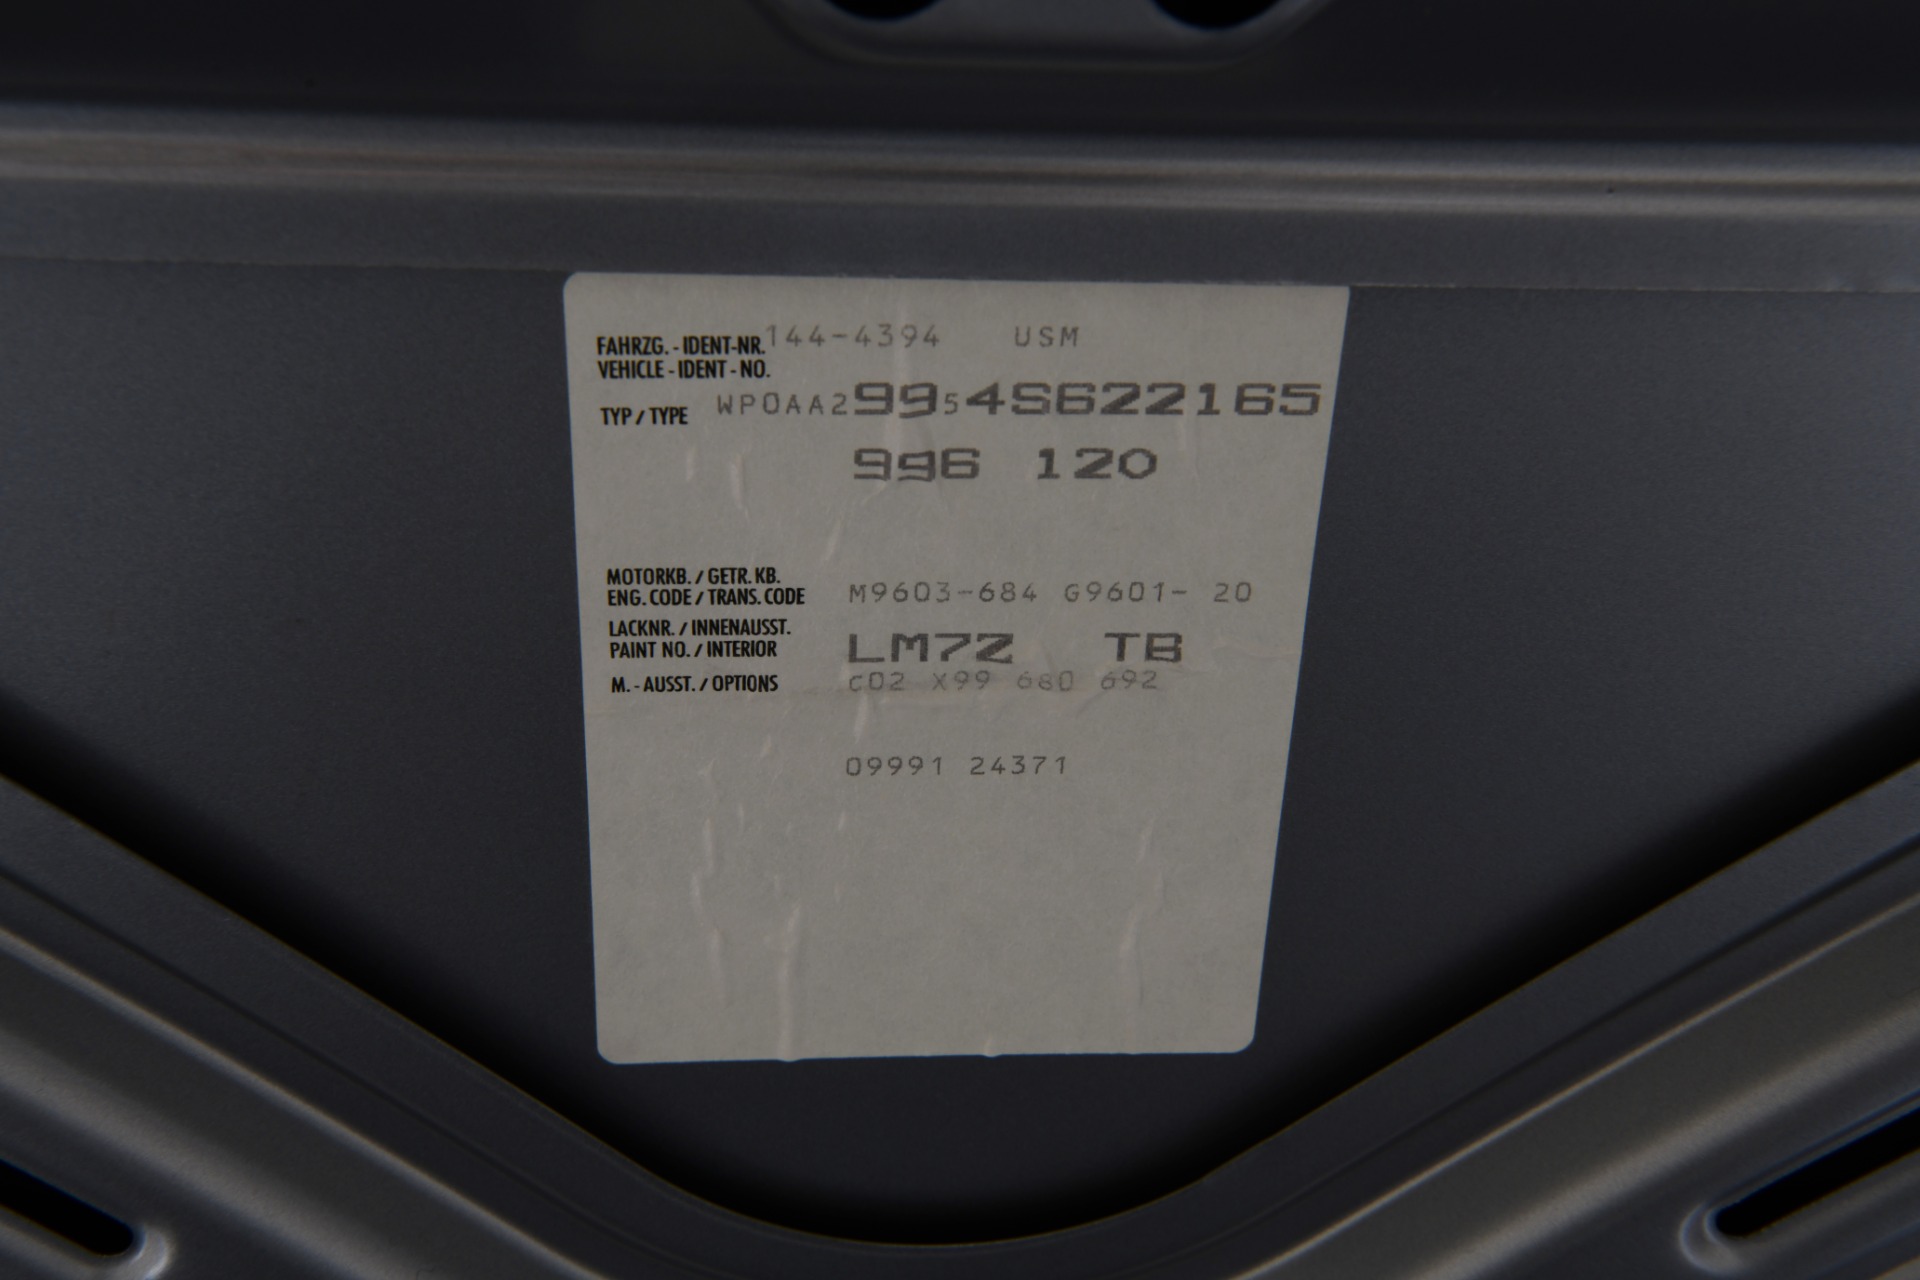 FAHRZG. - IDENT-NR. 144-4394 USM
VEHICLE - IDENT - NO.
TYP / TYPE WP0AA29954S622165
996 120
MOTORKB. / GETR. KB.
ENG. CODE / TRANS. CODE M9603-684 G9601- 20
LACKNR. / INNENAUSST.
PAINT NO. / INTERIOR LM7Z TB
M. - AUSST. / OPTIONS C02 X99 680 692
09991 24371